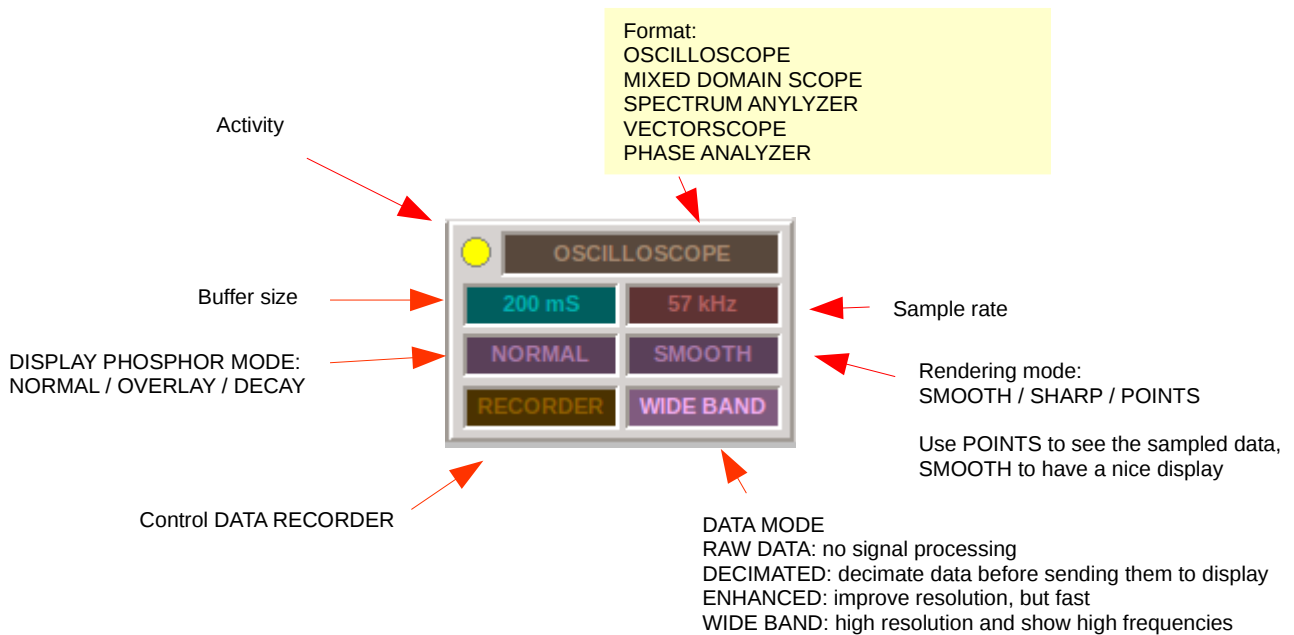 Format:
OSCILLOSCOPE
MIXED DOMAIN SCOPE
SPECTRUM ANYLYZER
VECTORSCOPE
PHASE ANALYZER
Activity
OSCILLOSCOPE
Buffer size
200 mS
57 kHz
Sample rate
DISPLAY PHOSPHOR MODE:
NORMAL / OVERLAY / DECAY
NORMAL
SMOOTH
Rendering mode:
SMOOTH / SHARP / POINTS
Use POINTS to see the sampled data,
SMOOTH to have a nice display
RECORDER
WIDE BAND
Control DATA RECORDER
DATA MODE
RAW DATA: no signal processing
DECIMATED: decimate data before sending them to display
ENHANCED: improve resolution, but fast
WIDE BAND: high resolution and show high frequencies